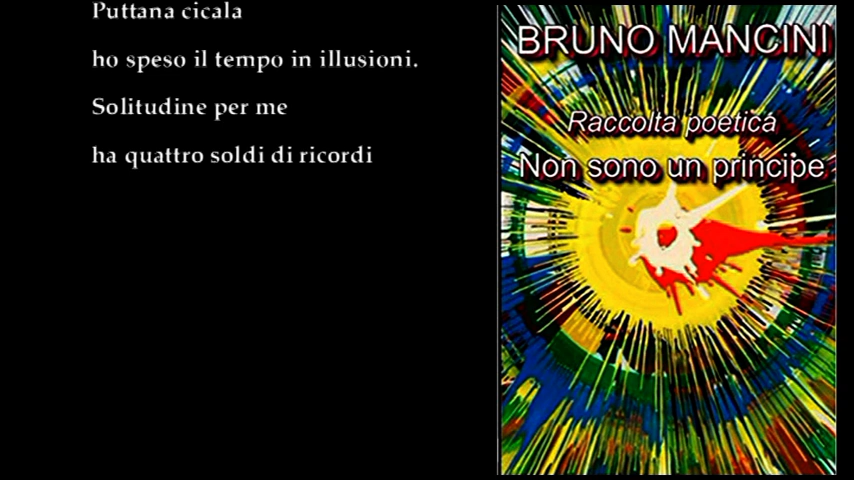 Puttana cicala
ho speso il tempo in illusioni.
Solitudine per me
ha quattro soldi di ricordi
BRUNO MANCINI
Raccolta poetica
Non sono un principe